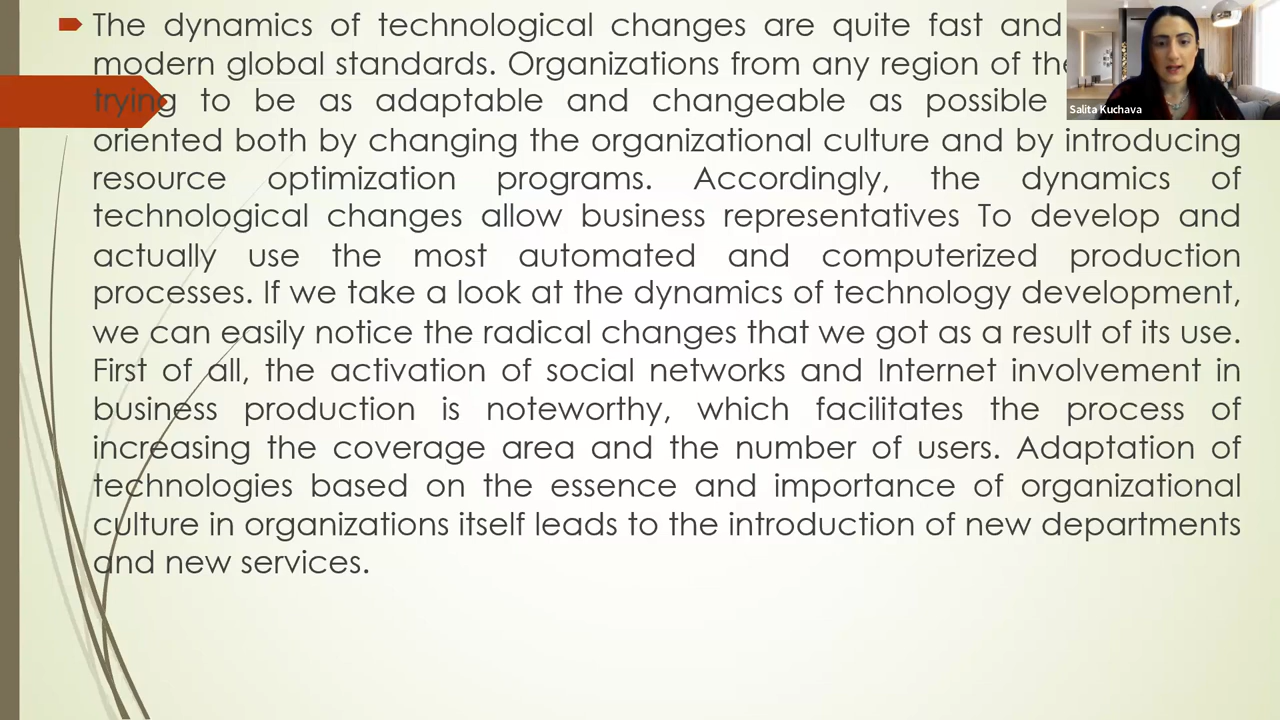 The dynamics of technological changes are quite fast and
modern global standards. Organizations from any region of the
trying to be as adaptable and changeable as possible
oriented both by changing the organizational culture and by introducing
resource optimization programs. Accordingly, the dynamics of
technological changes allow business representatives To develop and
actually use the most automated and computerized production
processes. If we take a look at the dynamics of technology development,
we can easily notice the radical changes that we got as a result of its use.
First of all, the activation of social networks and Internet involvement in
business production is noteworthy, which facilitates the process of
increasing the coverage area and the number of users. Adaptation of
technologies based on the essence and importance of organizational
culture in organizations itself leads to the introduction of new departments
and new services.
Salita Kuchava